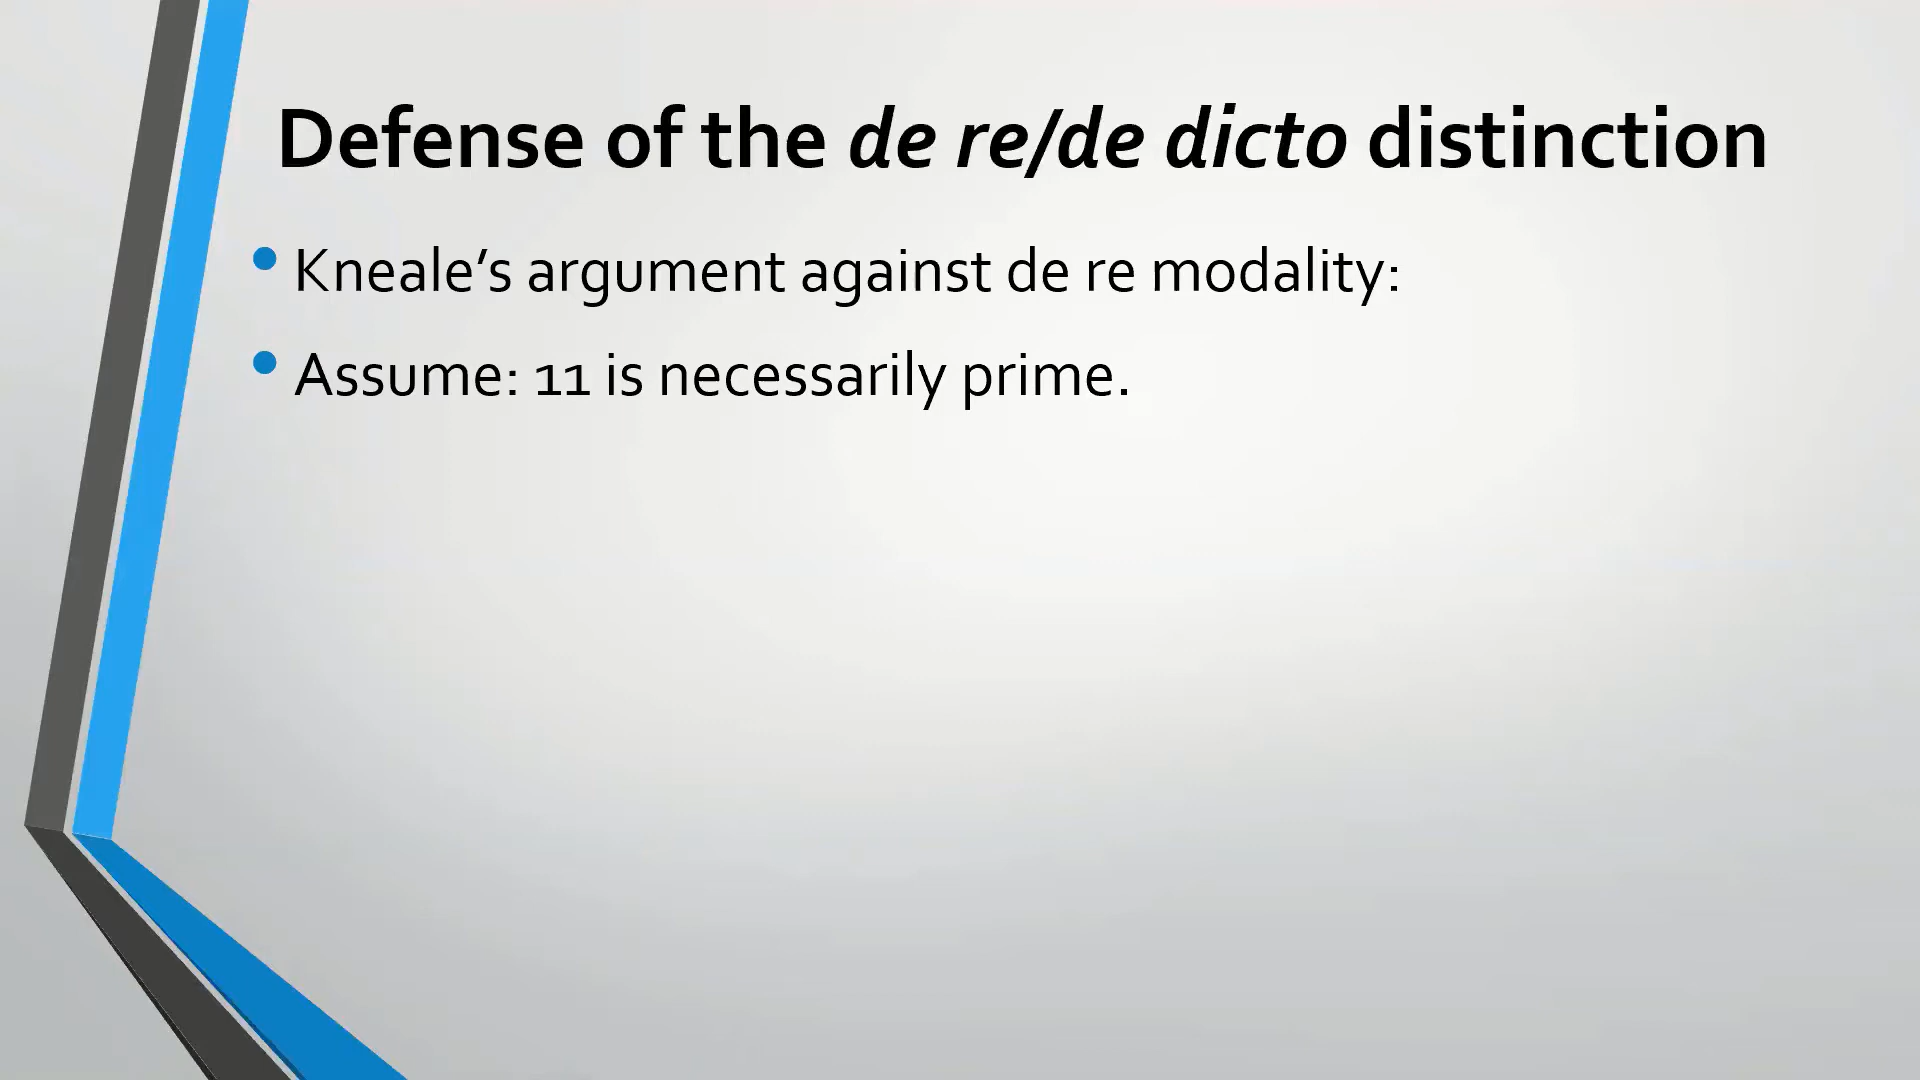 Defense of the de re/de dicto distinction
• Kneale’s argument against de re modality:
• Assume: 11 is necessarily prime.